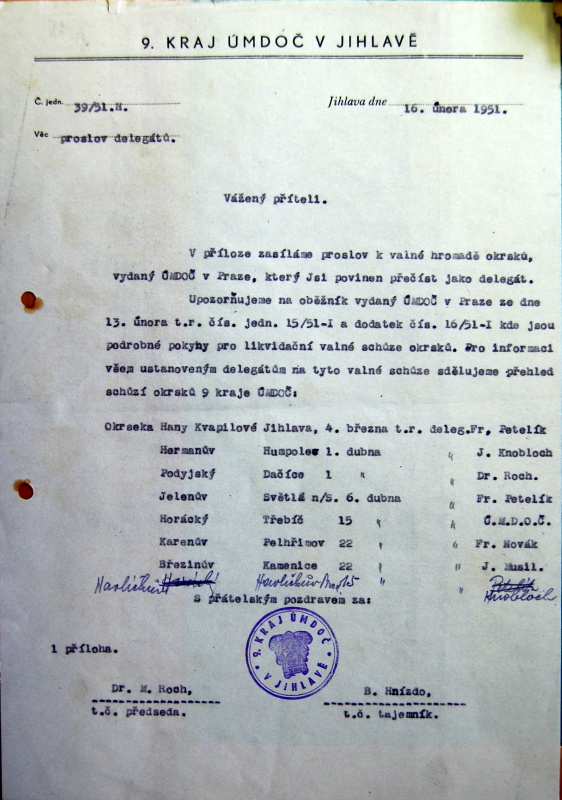 9. KRAJ ÚMDOČ V JIHLAVĚ
Č. jedn. 39/51.H. Jihlava dne 16. února 1951.
Věc proslov delegátů.
Vážený příteli.
V příloze zasíláme proslov k valné hromadě okrsků,
vydaný ÚMDOČ v Praze, který Jsi povinen přečíst jako delegát.
Upozorňujeme na oběžník vydaný ÚMDOČ v Praze ze dne
13. února t.r. čís. jedn. 15/51-I a dodatek čís. 16/51-I kde jsou
podrobné pokyny pro likvidační valné schůze okrsků. Pro informaci
všem ustanoveným delegátům na tyto valné schůze sdělujeme přehled
schůzí okrsků 9 kraje ÚMDOČ:
Okrseka Hany Kvapilové Jihlava, 4. března t.r. deleg.Fr, Petelík
Hermanův Humpolec 1. dubna " J. Knobloch
Podyjský Dačice 1 " " Dr. Roch.
Jelenův Světlá n/S. 6. dubna " Fr. Petelík
Horácký Třebíč 15 " " Č.M.D.O.Č.
Karenův Pelhřimov 22 " " Fr. Novák
Březinův Kamenice 22 " " J. Musil.
Havlíčkův " " Petelík
Knobloch
S přátelským pozdravem za:
9. KRAJ ÚMDOČ V JIHLAVĚ
1 příloha.
Dr. M. Roch, B. Hnízdo,
t.č. předseda. t.č. tajemník.